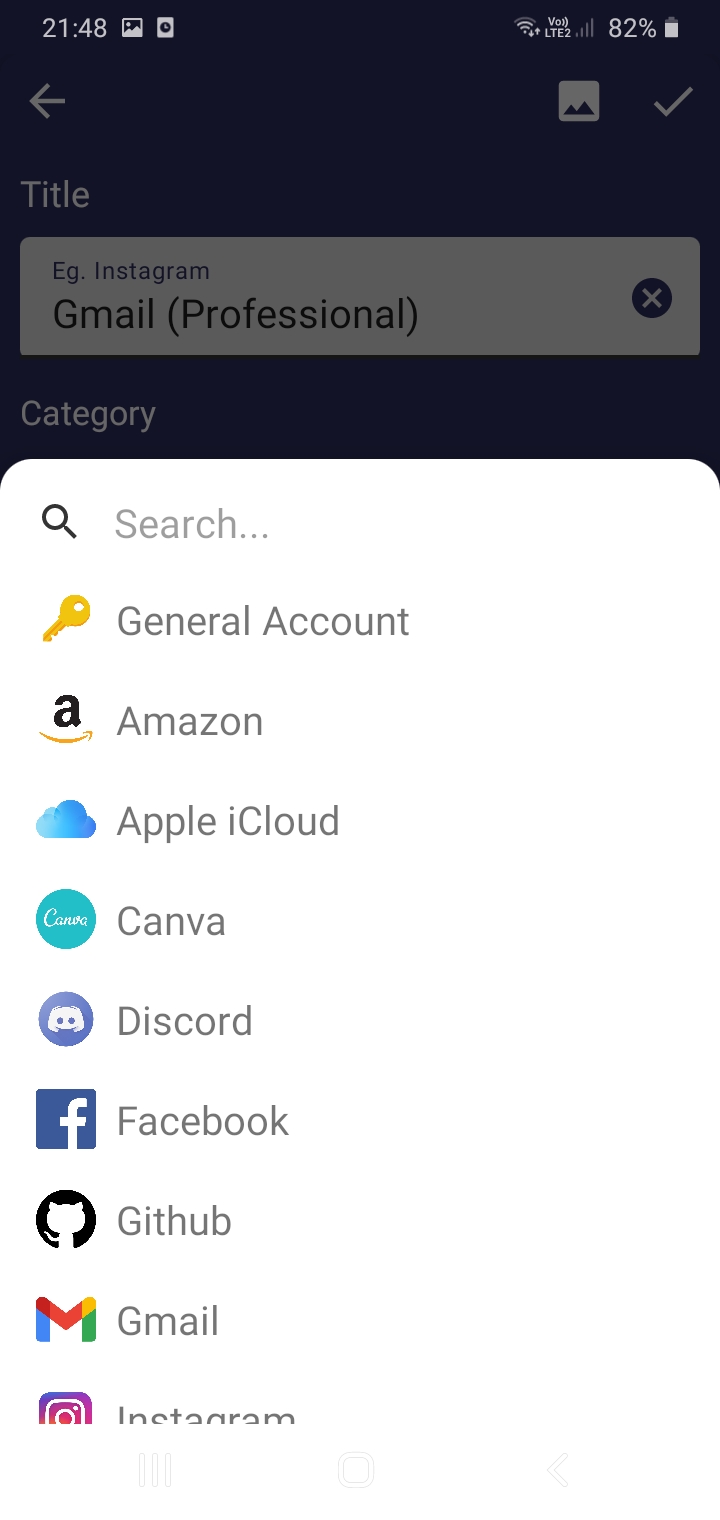 21:48 Vo)) LTE2 82%
Title
Eg. Instagram
Gmail (Professional)
Category
Search...
General Account
a Amazon
Apple iCloud
Canva Canva
Discord
f Facebook
Github
Gmail
Instagram